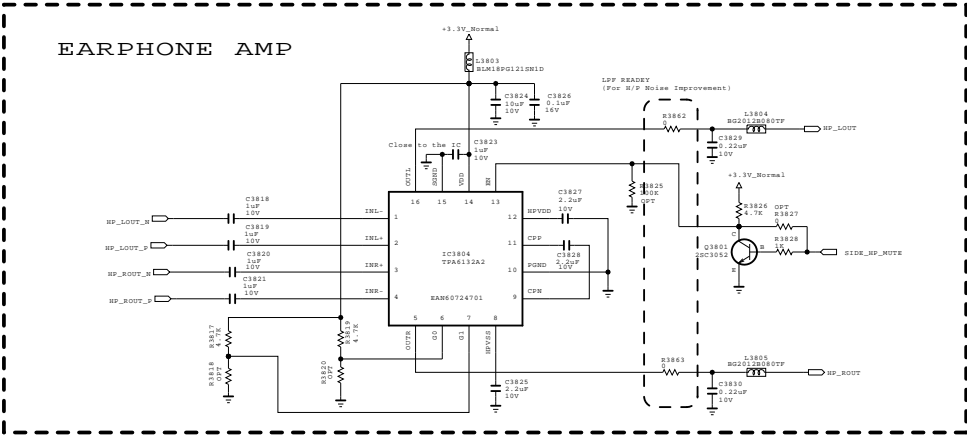 EARPHONE AMP
+3.3V_Normal
L3803
BLM18PG121SN1D
C3824
10uF
10V
C3826
0.1uF
16V
LPF READEY
(For H/P Noise Improvement)
R3862
0
L3804
BG2012B080TF
HP_LOUT
C3829
0.22uF
10V
Close to the IC
C3823
1uF
10V
OUTL
SGND
VDD
EN
16
15
14
13
R3825
100K
OPT
+3.3V_Normal
R3826
4.7K
OPT
R3827
0
R3828
1K
C
B
E
Q3801
2SC3052
SIDE_HP_MUTE
C3818
1uF
10V
HP_LOUT_N
INL-
1
C3819
1uF
10V
HP_LOUT_P
INL+
2
C3820
1uF
10V
HP_ROUT_N
INR+
3
C3821
1uF
10V
HP_ROUT_P
INR-
4
IC3804
TPA6132A2
EAN60724701
12
HPVDD
C3827
2.2uF
10V
11
CPP
C3828
2.2uF
10V
10
PGND
9
CPN
5
6
7
8
OUTR
G0
G1
HPVSS
R3817
4.7K
R3818
OPT
R3819
4.7K
R3820
OPT
C3825
2.2uF
10V
R3863
0
L3805
BG2012B080TF
HP_ROUT
C3830
0.22uF
10V